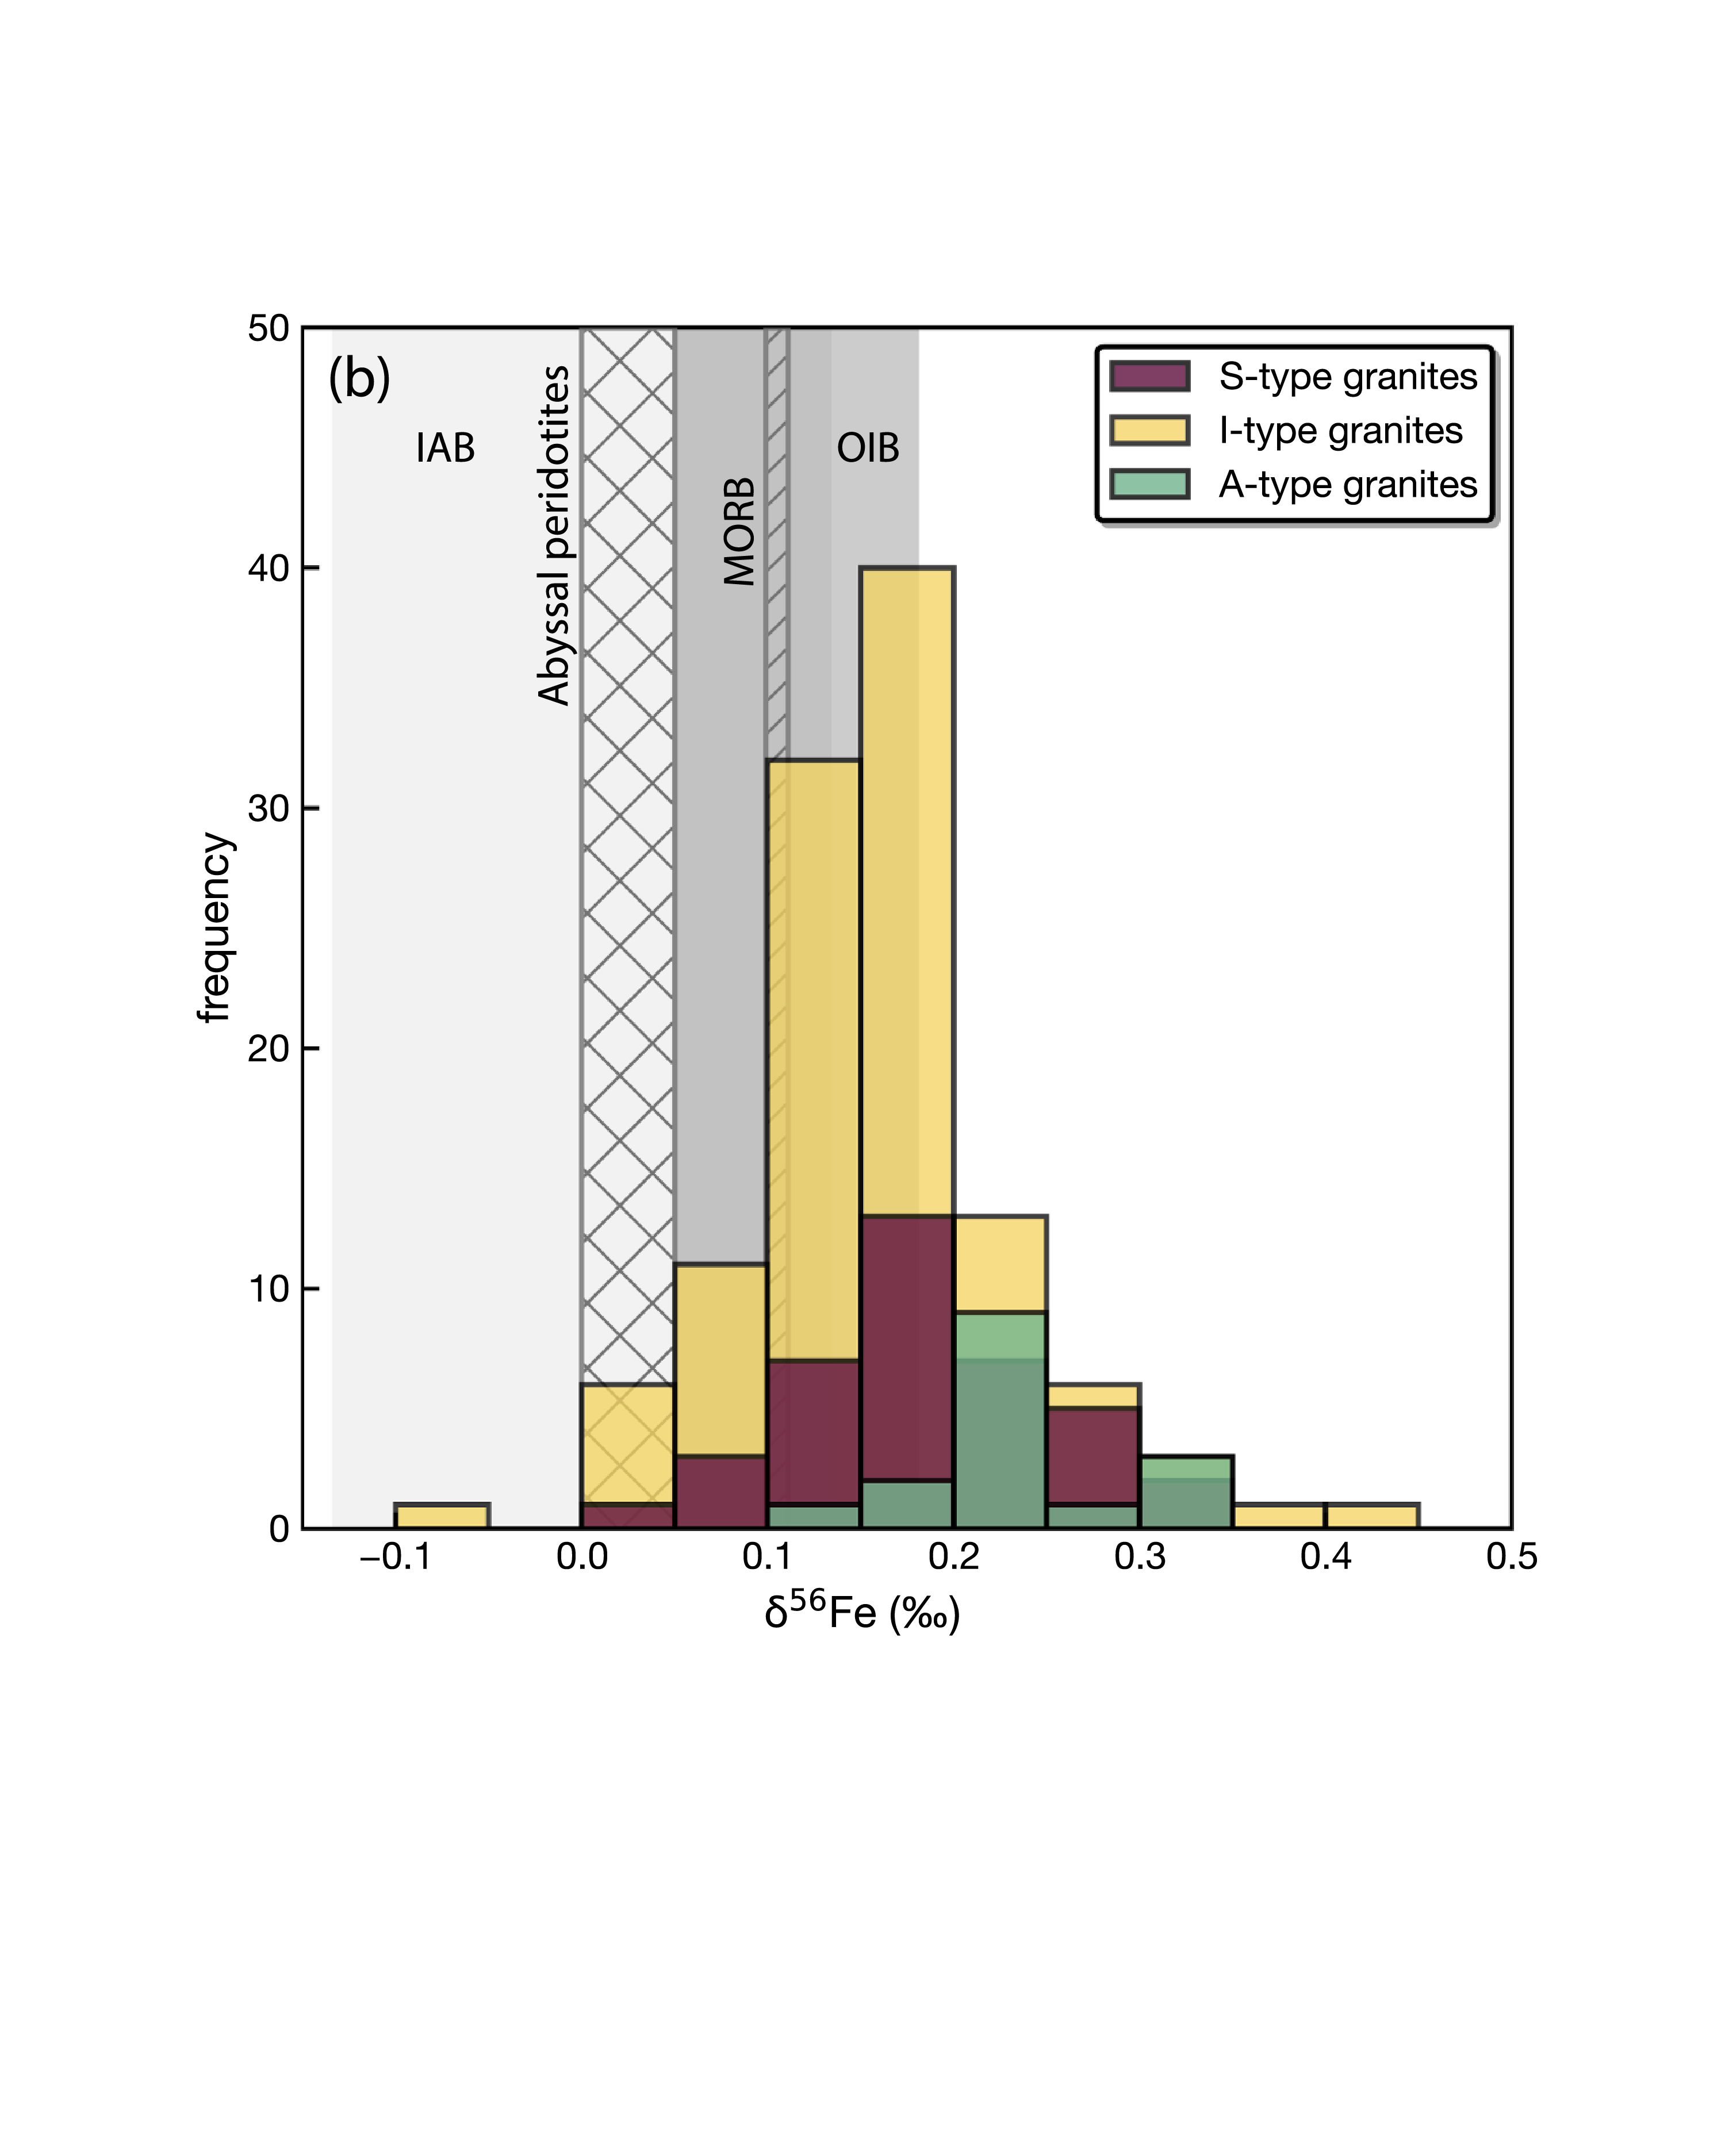 (b)
IAB
Abyssal peridotites
MORB
OIB
S-type granites
I-type granites
A-type granites
50
40
30
20
10
0
frequency
−0.1
0.0
0.1
0.2
0.3
0.4
0.5
δ⁵⁶Fe (‰)